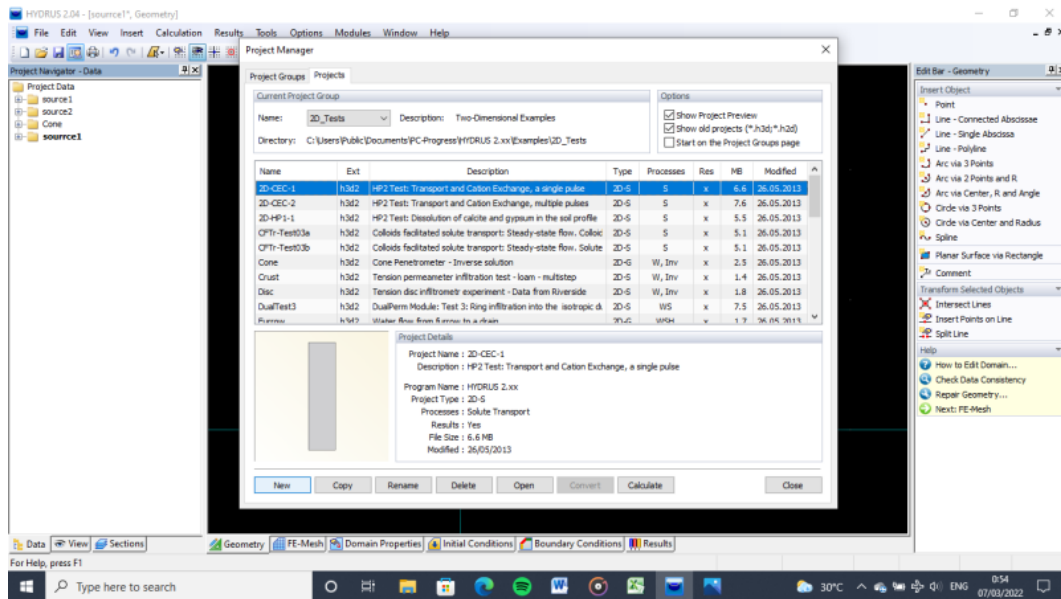 HYDRUS 2.04 - [sourrce1*, Geometry]
File Edit View Insert Calculation Results Tools Options Modules Window Help
Project Navigator - Data
Project Data
source1
source2
Cone
sourrce1
Data View Sections
Project Manager
Project Groups Projects
Current Project Group
Name: 2D_Tests Description: Two-Dimensional Examples
Directory: C:\Users\Public\Documents\PC-Progress\HYDRUS 2.xx\Examples\2D_Tests
Options
Show Project Preview
Show old projects (*.h3d;*.h2d)
Start on the Project Groups page
Name Ext Description Type Processes Res MB Modified
2D-CEC-1 h3d2 HP2 Test: Transport and Cation Exchange, a single pulse 2D-S S x 6.6 26.05.2013
2D-CEC-2 h3d2 HP2 Test: Transport and Cation Exchange, multiple pulses 2D-S S x 7.6 26.05.2013
2D-HP1-1 h3d2 HP2 Test: Dissolution of calcite and gypsum in the soil profile 2D-S S x 5.5 26.05.2013
CFTr-Test03a h3d2 Colloids facilitated solute transport: Steady-state flow. Colloic 2D-S S x 5.1 26.05.2013
CFTr-Test03b h3d2 Colloids facilitated solute transport: Steady-state flow. Solute 2D-S S x 5.1 26.05.2013
Cone h3d2 Cone Penetrometer - Inverse solution 2D-G W, Inv x 2.5 26.05.2013
Crust h3d2 Tension permeameter infiltration test - loam - multistep 2D-S W, Inv x 1.4 26.05.2013
Disc h3d2 Tension disc infiltrometr experiment - Data from Riverside 2D-S W, Inv x 1.8 26.05.2013
DualTest3 h3d2 DualPerm Module: Test 3: Ring infiltration into the isotropic d 2D-S WS x 7.5 26.05.2013
Furrow h3d2 Water flow from furrow to a drain 2D-G WSH x 1.7 26.05.2013
Project Details
Project Name : 2D-CEC-1
Description : HP2 Test: Transport and Cation Exchange, a single pulse
Program Name : HYDRUS 2.xx
Project Type : 2D-S
Processes : Solute Transport
Results : Yes
File Size : 6.6 MB
Modified : 26/05/2013
New Copy Rename Delete Open Convert Calculate Close
Geometry FE-Mesh Domain Properties Initial Conditions Boundary Conditions Results
Edit Bar - Geometry
Insert Object
Point
Line - Connected Abscissae
Line - Single Abscissa
Line - Polyline
Arc via 3 Points
Arc via 2 Points and R
Arc via Center, R and Angle
Circle via 3 Points
Circle via Center and Radius
Spline
Planar Surface via Rectangle
Comment
Transform Selected Objects
Intersect Lines
Insert Points on Line
Split Line
Help
How to Edit Domain...
Check Data Consistency
Repair Geometry...
Next: FE-Mesh
For Help, press F1
Type here to search
30°C ENG 0:54
07/03/2022